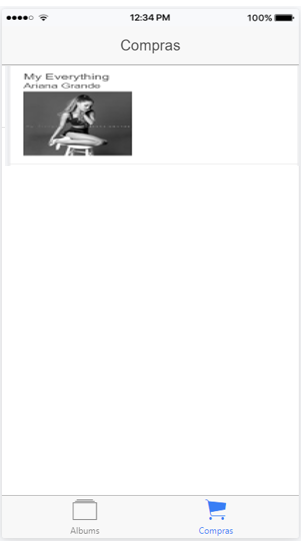 12:34 PM
100%
Compras
My Everything
Ariana Grande
Albums
Compras